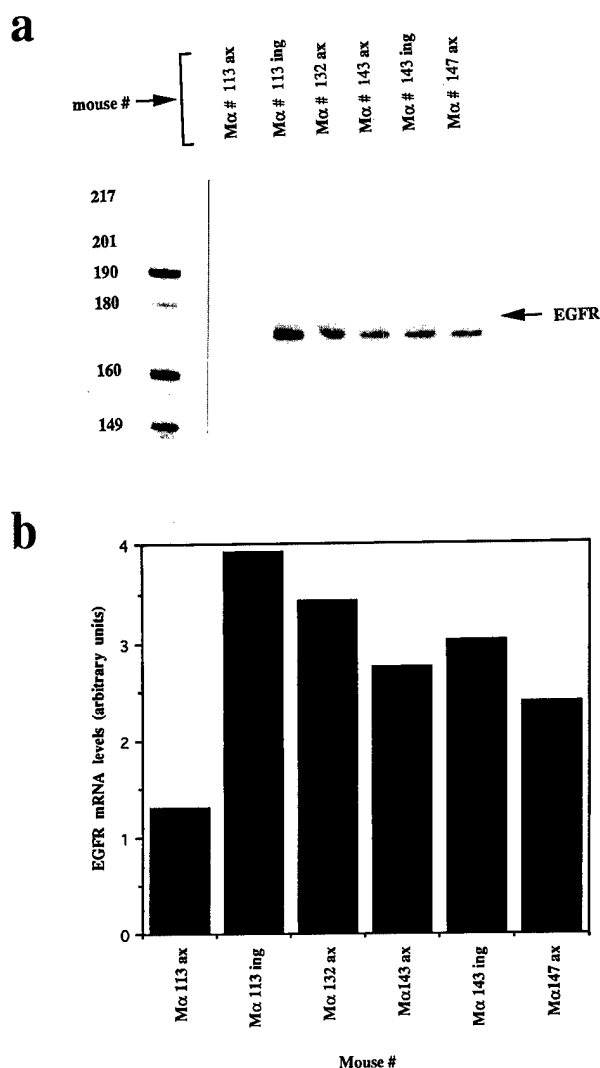 a
mouse #
Mα # 113 ax
Mα # 113 ing
Mα # 132 ax
Mα # 143 ax
Mα # 143 ing
Mα # 147 ax
217
201
190
180
160
149
EGFR
b
EGFR mRNA levels (arbitrary units)
4
3
2
1
0
Mα 113 ax
Mα 113 ing
Mα 132 ax
Mα143 ax
Mα 143 ing
Mα147 ax
Mouse #